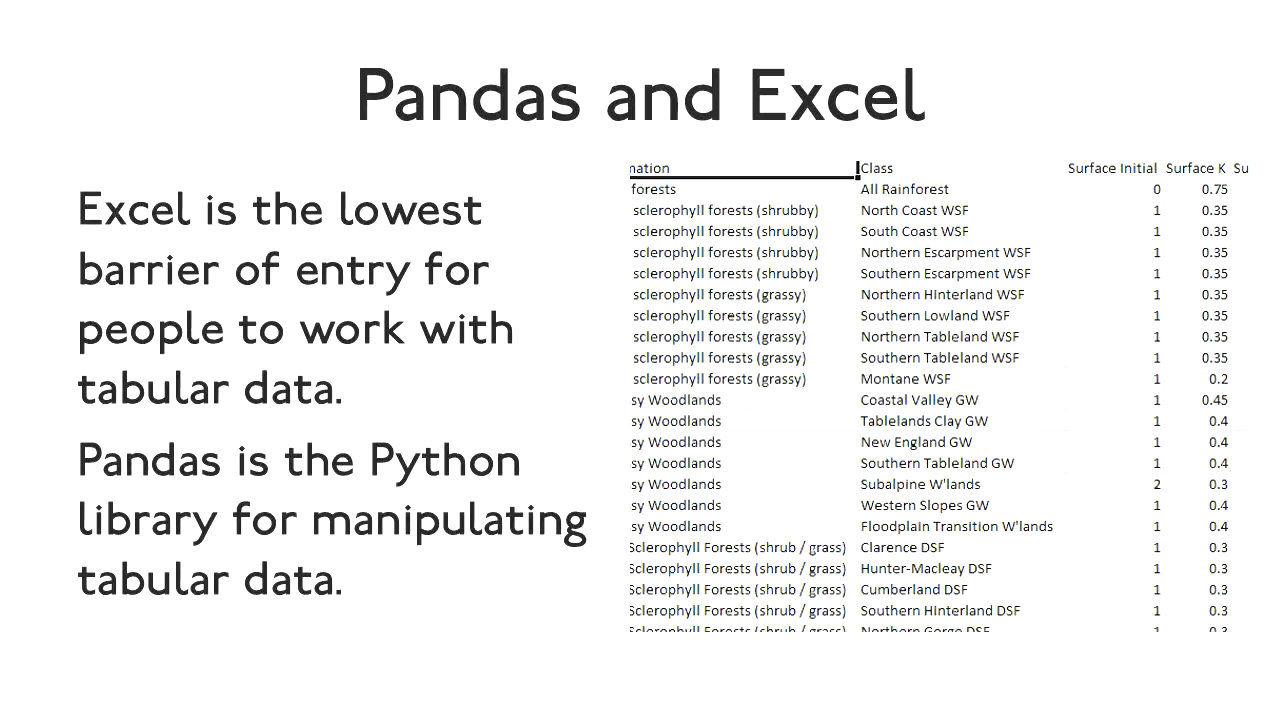 Pandas and Excel
Excel is the lowest
barrier of entry for
people to work with
tabular data.
Pandas is the Python
library for manipulating
tabular data.
nation Class Surface Initial Surface K Su
forests All Rainforest 0 0.75
sclerophyll forests (shrubby) North Coast WSF 1 0.35
sclerophyll forests (shrubby) South Coast WSF 1 0.35
sclerophyll forests (shrubby) Northern Escarpment WSF 1 0.35
sclerophyll forests (shrubby) Southern Escarpment WSF 1 0.35
sclerophyll forests (grassy) Northern HInterland WSF 1 0.35
sclerophyll forests (grassy) Southern Lowland WSF 1 0.35
sclerophyll forests (grassy) Northern Tableland WSF 1 0.35
sclerophyll forests (grassy) Southern Tableland WSF 1 0.35
sclerophyll forests (grassy) Montane WSF 1 0.2
sy Woodlands Coastal Valley GW 1 0.45
sy Woodlands Tablelands Clay GW 1 0.4
sy Woodlands New England GW 1 0.4
sy Woodlands Southern Tableland GW 1 0.4
sy Woodlands Subalpine W'lands 2 0.3
sy Woodlands Western Slopes GW 1 0.4
sy Woodlands Floodplain Transition W'lands 1 0.4
Sclerophyll Forests (shrub / grass) Clarence DSF 1 0.3
Sclerophyll Forests (shrub / grass) Hunter-Macleay DSF 1 0.3
Sclerophyll Forests (shrub / grass) Cumberland DSF 1 0.3
Sclerophyll Forests (shrub / grass) Southern HInterland DSF 1 0.3
Sclerophyll Forests (shrub / grass) Northern Gorge DSF 1 0.3